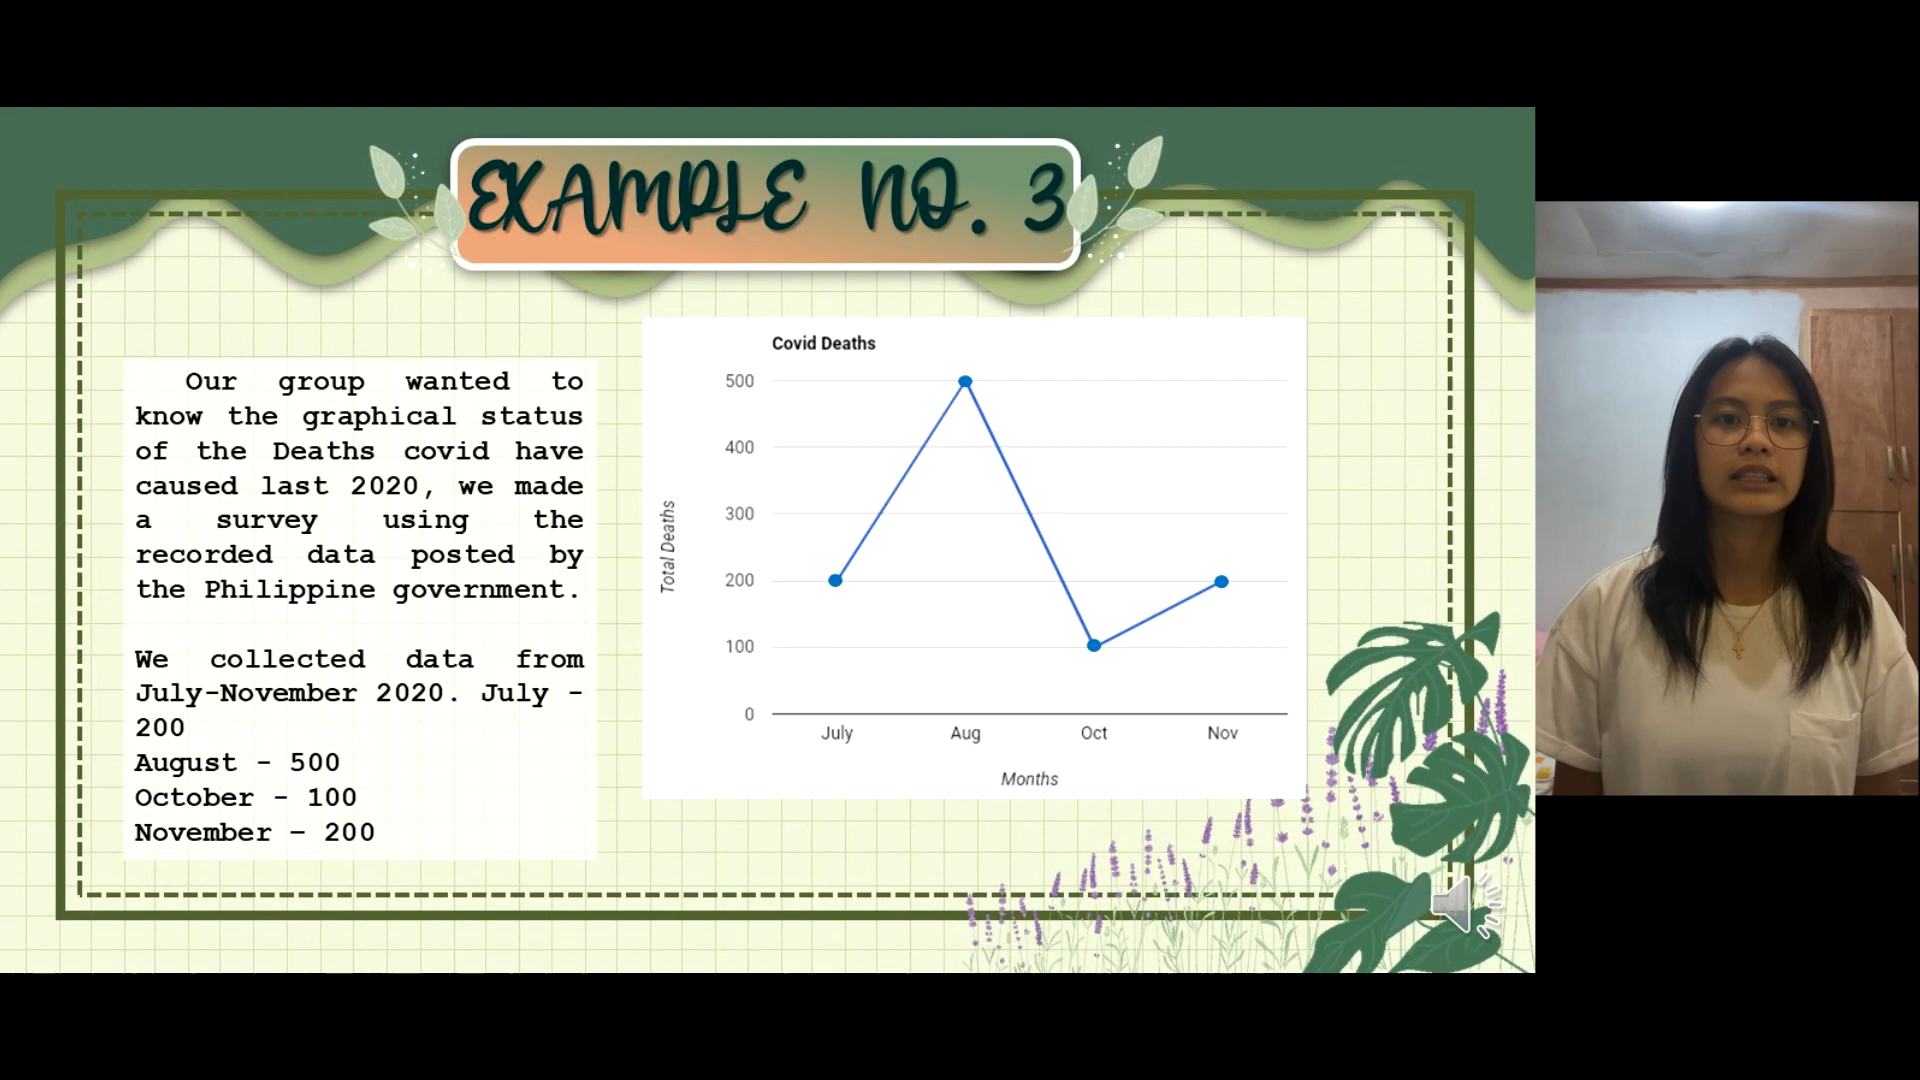 EXAMPLE NO. 3
Our group wanted to
know the graphical status
of the Deaths covid have
caused last 2020, we made
a survey using the
recorded data posted by
the Philippine government.
We collected data from
July-November 2020. July -
200
August - 500
October - 100
November – 200
Covid Deaths
500
400
300
200
100
0
Total Deaths
July Aug Oct Nov
Months